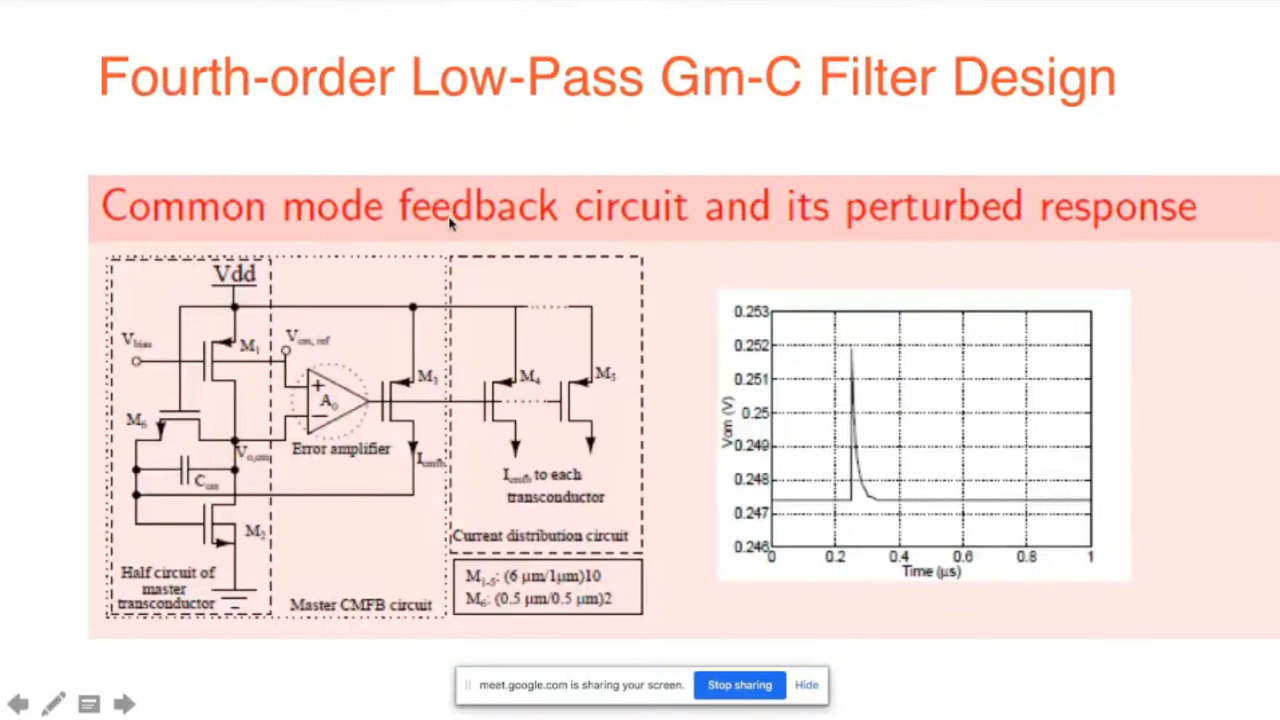 Fourth-order Low-Pass Gm-C Filter Design
Common mode feedback circuit and its perturbed response
Vdd
Vbias
M1
Vcm, ref
M3
M4
M5
+
A0
−
M6
Error amplifier
Vo,cm
Icmfb
Icmfb to each
transconductor
Ccm
M2
Current distribution circuit
Half circuit of
master
transconductor
Master CMFB circuit
M1-5: (6 μm/1μm)10
M6: (0.5 μm/0.5 μm)2
0.253
0.252
0.251
0.25
0.249
0.248
0.247
0.246
0
0.2
0.4
0.6
0.8
1
Time (μs)
meet.google.com is sharing your screen.
Stop sharing
Hide